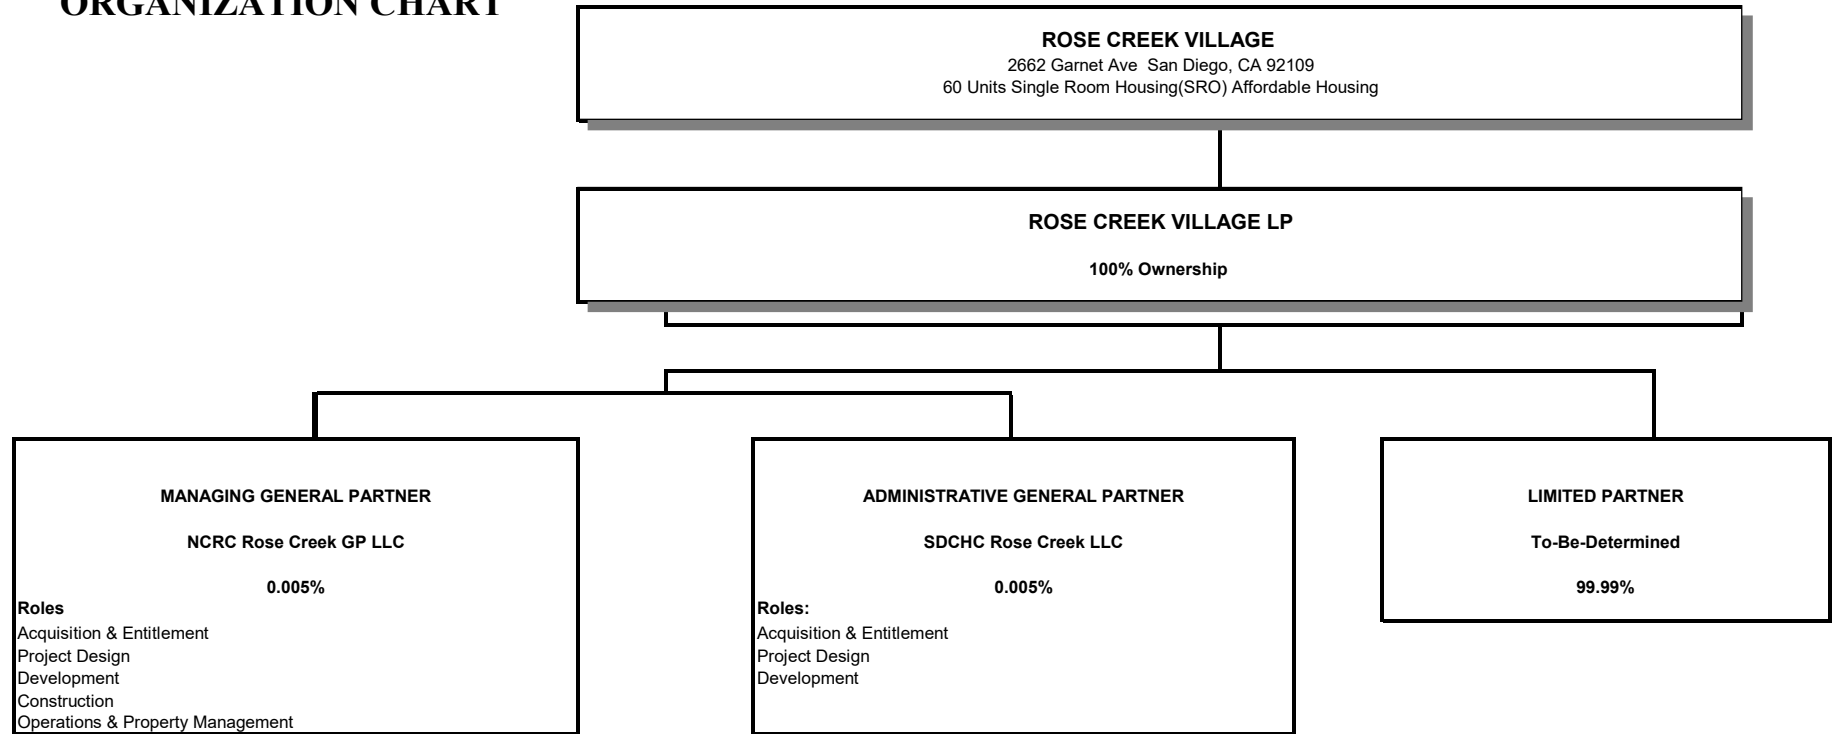 ORGANIZATION CHART
ROSE CREEK VILLAGE
2662 Garnet Ave  San Diego, CA 92109
60 Units Single Room Housing(SRO) Affordable Housing
ROSE CREEK VILLAGE LP
100% Ownership
MANAGING GENERAL PARTNER
NCRC Rose Creek GP LLC
0.005%
Roles
Acquisition & Entitlement
Project Design
Development
Construction
Operations & Property Management
ADMINISTRATIVE GENERAL PARTNER
SDCHC Rose Creek LLC
0.005%
Roles:
Acquisition & Entitlement
Project Design
Development
LIMITED PARTNER
To-Be-Determined
99.99%